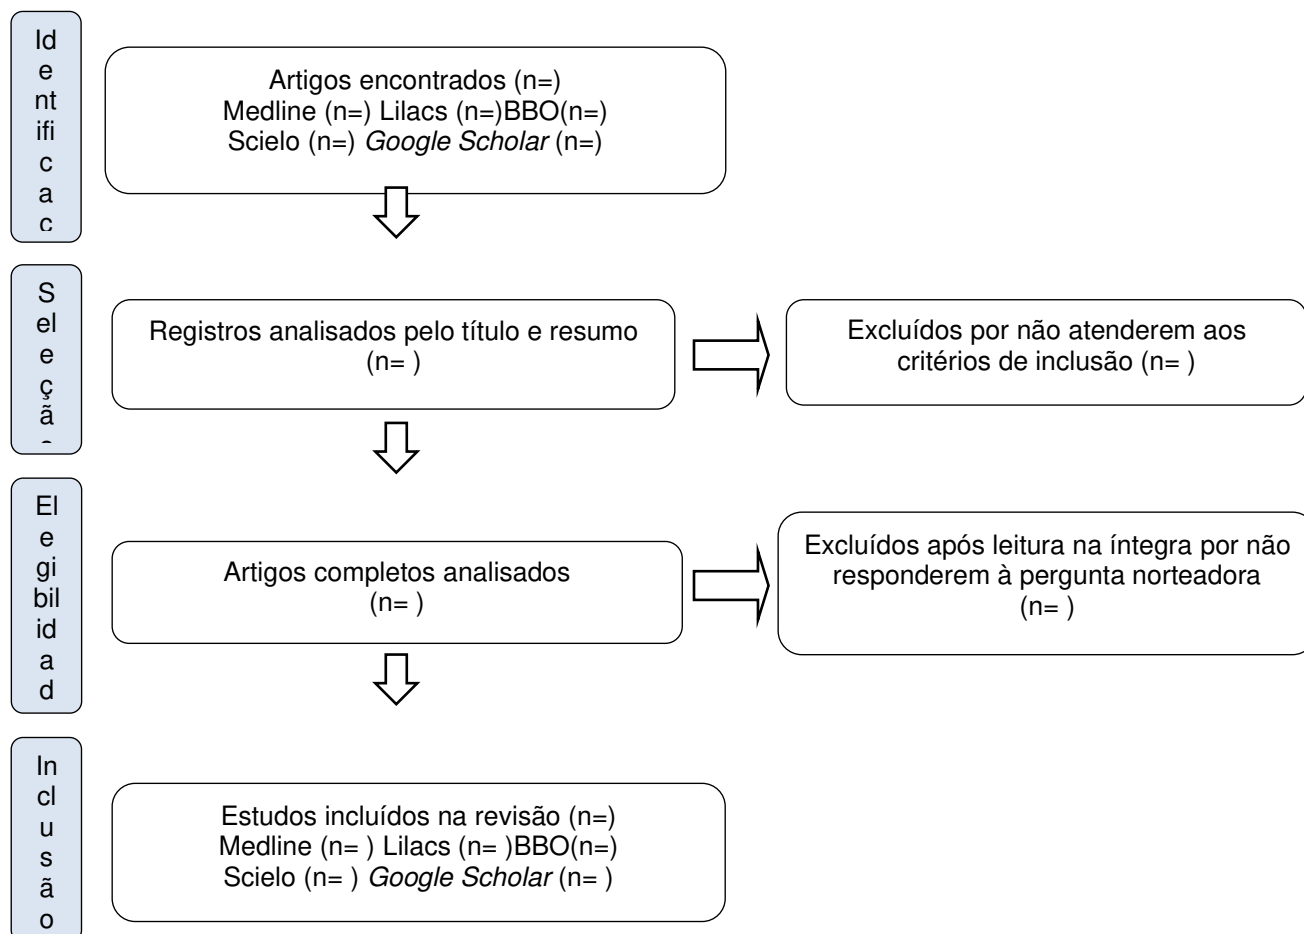 Id
e
nt
ifi
c
a
c
Artigos encontrados (n=)
Medline (n=) Lilacs (n=)BBO(n=)
Scielo (n=) Google Scholar (n=)
S
el
e
ç
ã
Registros analisados pelo título e resumo
(n= )
Excluídos por não atenderem aos
critérios de inclusão (n= )
El
e
gi
bil
id
a
d
Artigos completos analisados
(n= )
Excluídos após leitura na íntegra por não
responderem à pergunta norteadora
(n= )
In
cl
u
s
ã
o
Estudos incluídos na revisão (n=)
Medline (n= ) Lilacs (n= )BBO(n=)
Scielo (n= ) Google Scholar (n= )